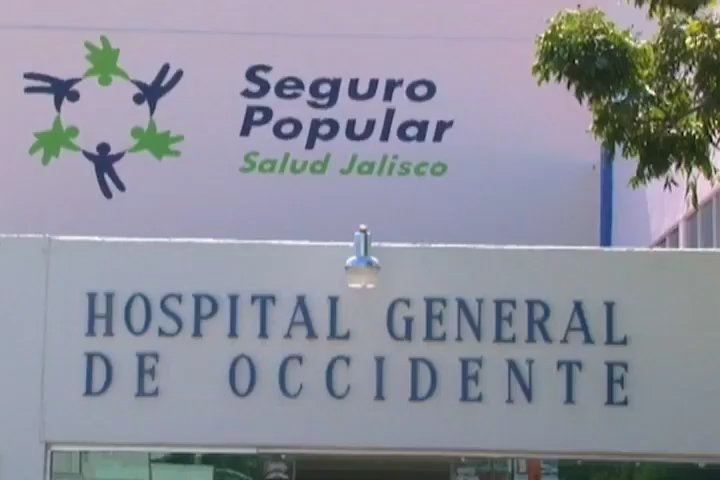 Seguro
Popular
Salud Jalisco
HOSPITAL GENERAL
DE OCCIDENTE